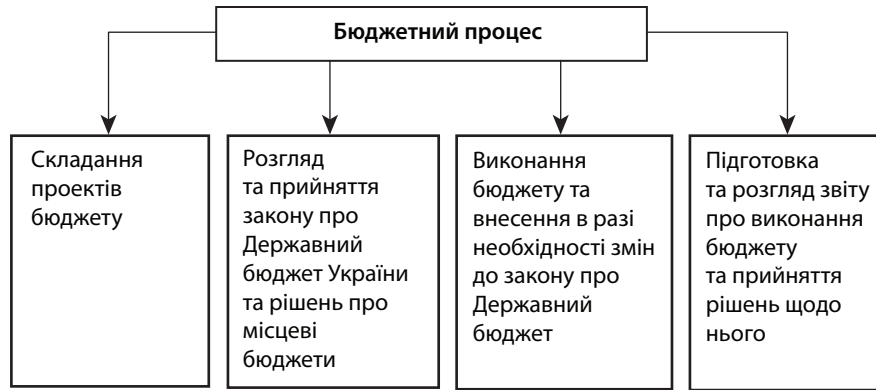 Бюджетний процес
Складання
проектів
бюджету
Розгляд
та прийняття
закону про
Державний
бюджет України
та рішень про
місцеві
бюджети
Виконання
бюджету та
внесення в разі
необхідності змін
до закону про
Державний
бюджет
Підготовка
та розгляд звіту
про виконання
бюджету
та прийняття
рішень щодо
нього